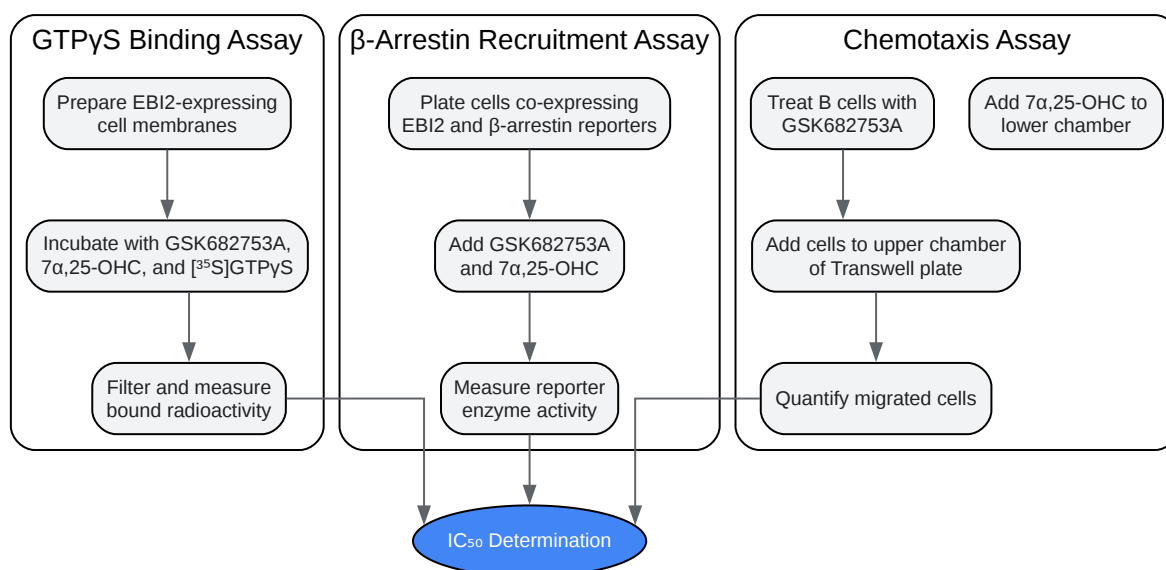 GTPγS Binding Assay
Prepare EBI2-expressing
cell membranes
Incubate with GSK682753A,
7α,25-OHC, and [³⁵S]GTPγS
Filter and measure
bound radioactivity
β-Arrestin Recruitment Assay
Plate cells co-expressing
EBI2 and β-arrestin reporters
Add GSK682753A
and 7α,25-OHC
Measure reporter
enzyme activity
Chemotaxis Assay
Treat B cells with
GSK682753A
Add 7α,25-OHC to
lower chamber
Add cells to upper chamber
of Transwell plate
Quantify migrated cells
IC₅₀ Determination